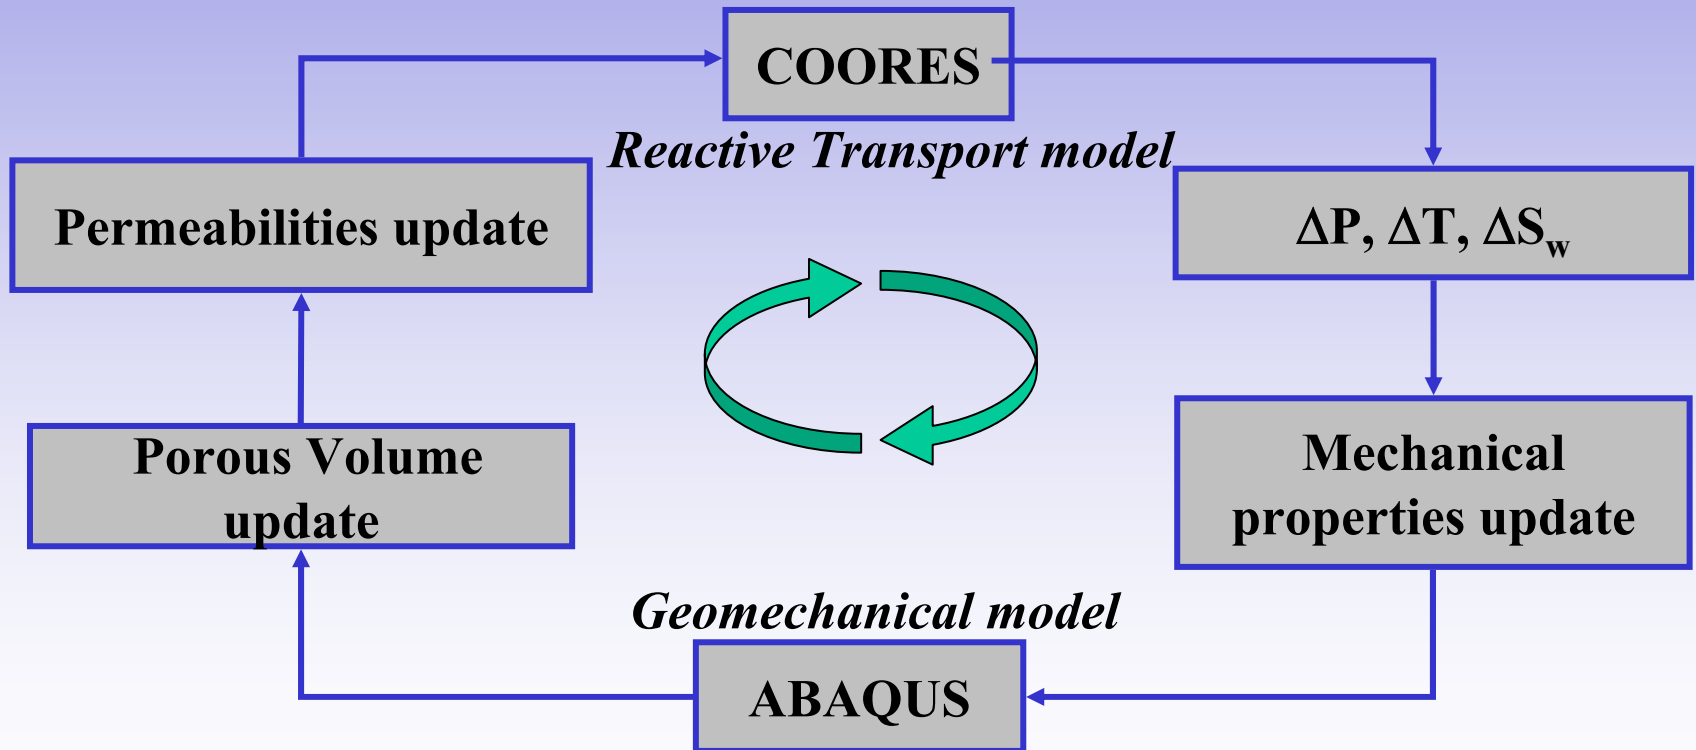 COORES
Reactive Transport model
Permeabilities update
ΔP, ΔT, ΔSw
Porous Volume
update
Mechanical
properties update
Geomechanical model
ABAQUS